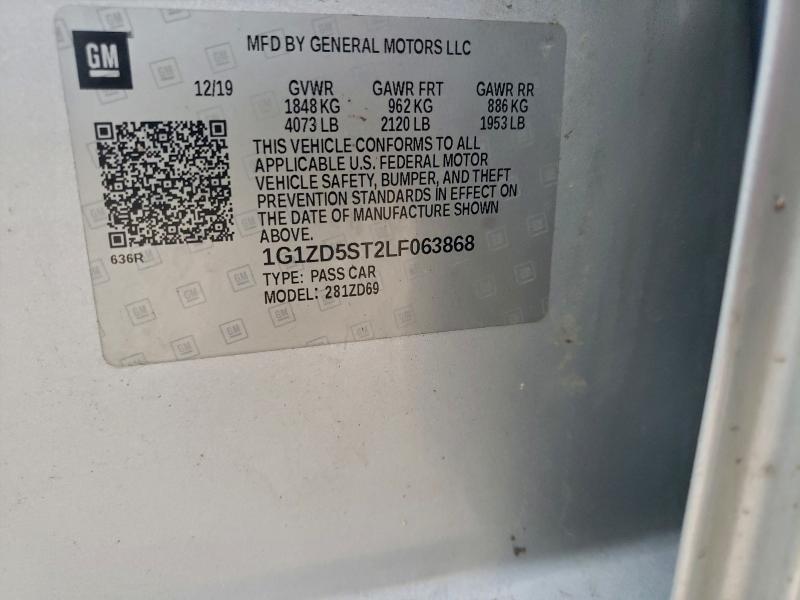 GM
MFD BY GENERAL MOTORS LLC
12/19 GVWR GAWR FRT GAWR RR
1848 KG 962 KG 886 KG
4073 LB 2120 LB 1953 LB
THIS VEHICLE CONFORMS TO ALL
APPLICABLE U.S. FEDERAL MOTOR
VEHICLE SAFETY, BUMPER, AND THEFT
PREVENTION STANDARDS IN EFFECT ON
THE DATE OF MANUFACTURE SHOWN
ABOVE.
636R
1G1ZD5ST2LF063868
TYPE: PASS CAR
MODEL: 281ZD69